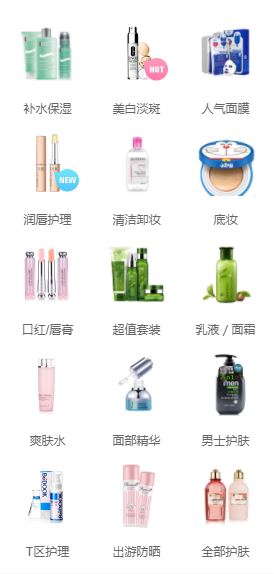 HOT
补水保湿
美白淡斑
人气面膜
NEW
润唇护理
清洁卸妆
底妆
口红/唇膏
超值套装
乳液 / 面霜
爽肤水
面部精华
男士护肤
T区护理
出游防晒
全部护肤